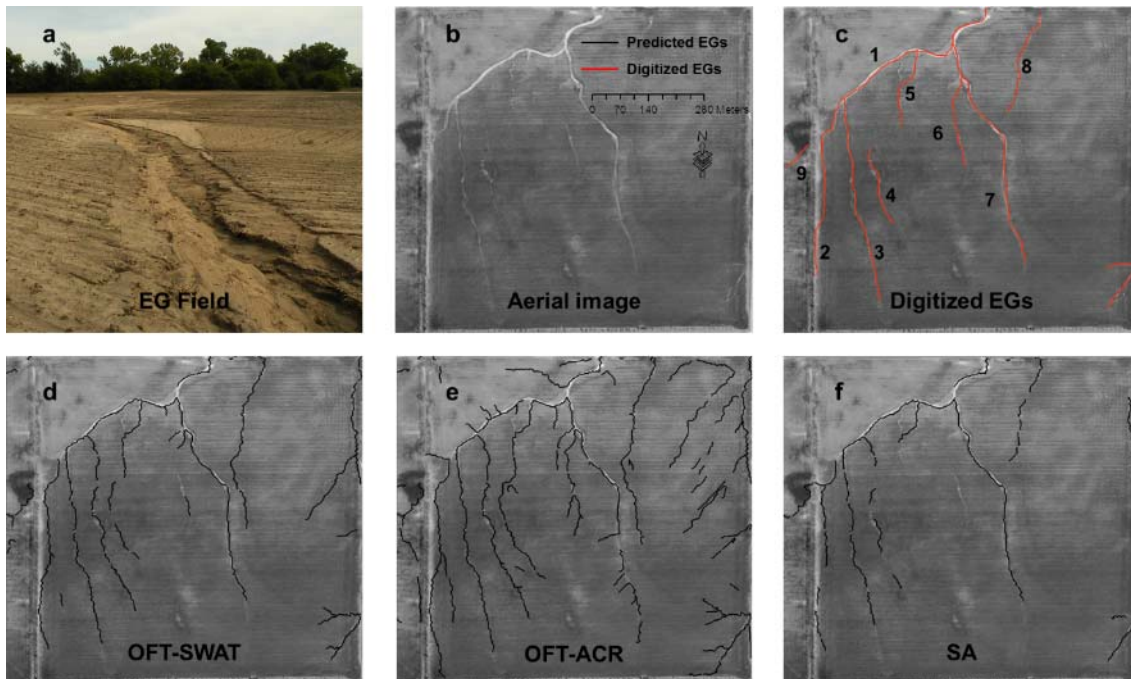 a
EG Field
b
Predicted EGs
Digitized EGs
0 70 140 280 Meters
N
Aerial image
c
1
8
5
6
9
4
7
2
3
Digitized EGs
d
OFT-SWAT
e
OFT-ACR
f
SA